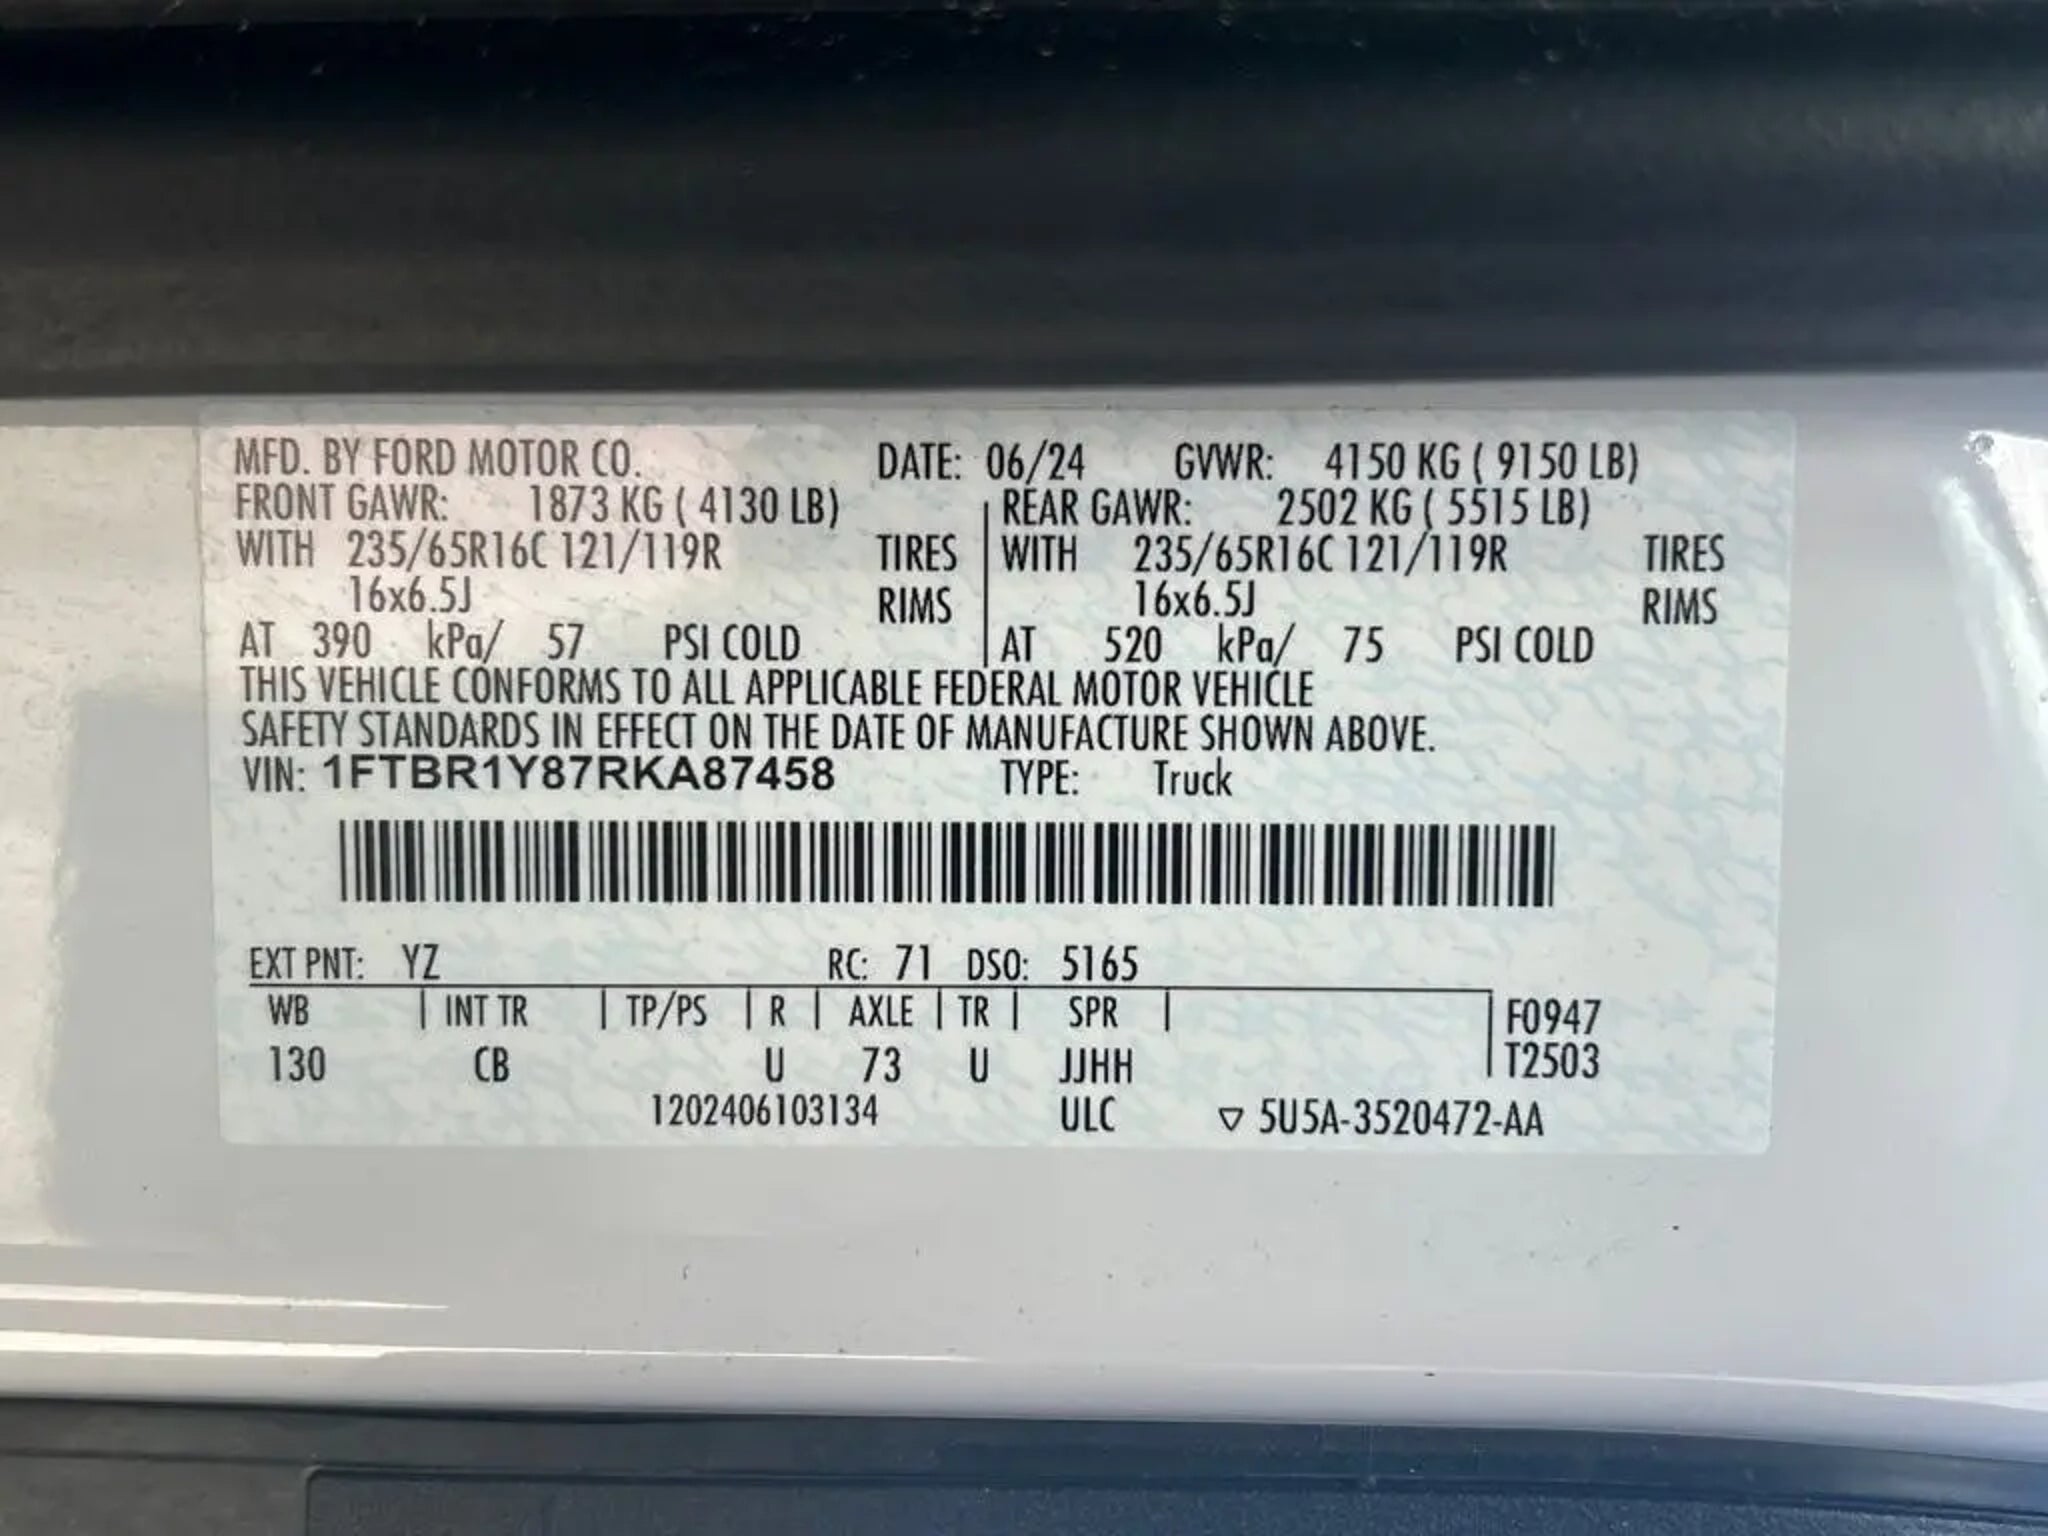 MFD. BY FORD MOTOR CO. DATE: 06/24 GVWR: 4150 KG ( 9150 LB)
FRONT GAWR: 1873 KG ( 4130 LB) REAR GAWR: 2502 KG ( 5515 LB)
WITH 235/65R16C 121/119R TIRES WITH 235/65R16C 121/119R TIRES
16x6.5J RIMS 16x6.5J RIMS
AT 390 kPa/ 57 PSI COLD AT 520 kPa/ 75 PSI COLD
THIS VEHICLE CONFORMS TO ALL APPLICABLE FEDERAL MOTOR VEHICLE
SAFETY STANDARDS IN EFFECT ON THE DATE OF MANUFACTURE SHOWN ABOVE.
VIN: 1FTBR1Y87RKA87458 TYPE: Truck
EXT PNT: YZ RC: 71 DSO: 5165
WB INT TR TP/PS R AXLE TR SPR F0947
130 CB U 73 U JJHH T2503
1202406103134 ULC ▽ 5U5A-3520472-AA